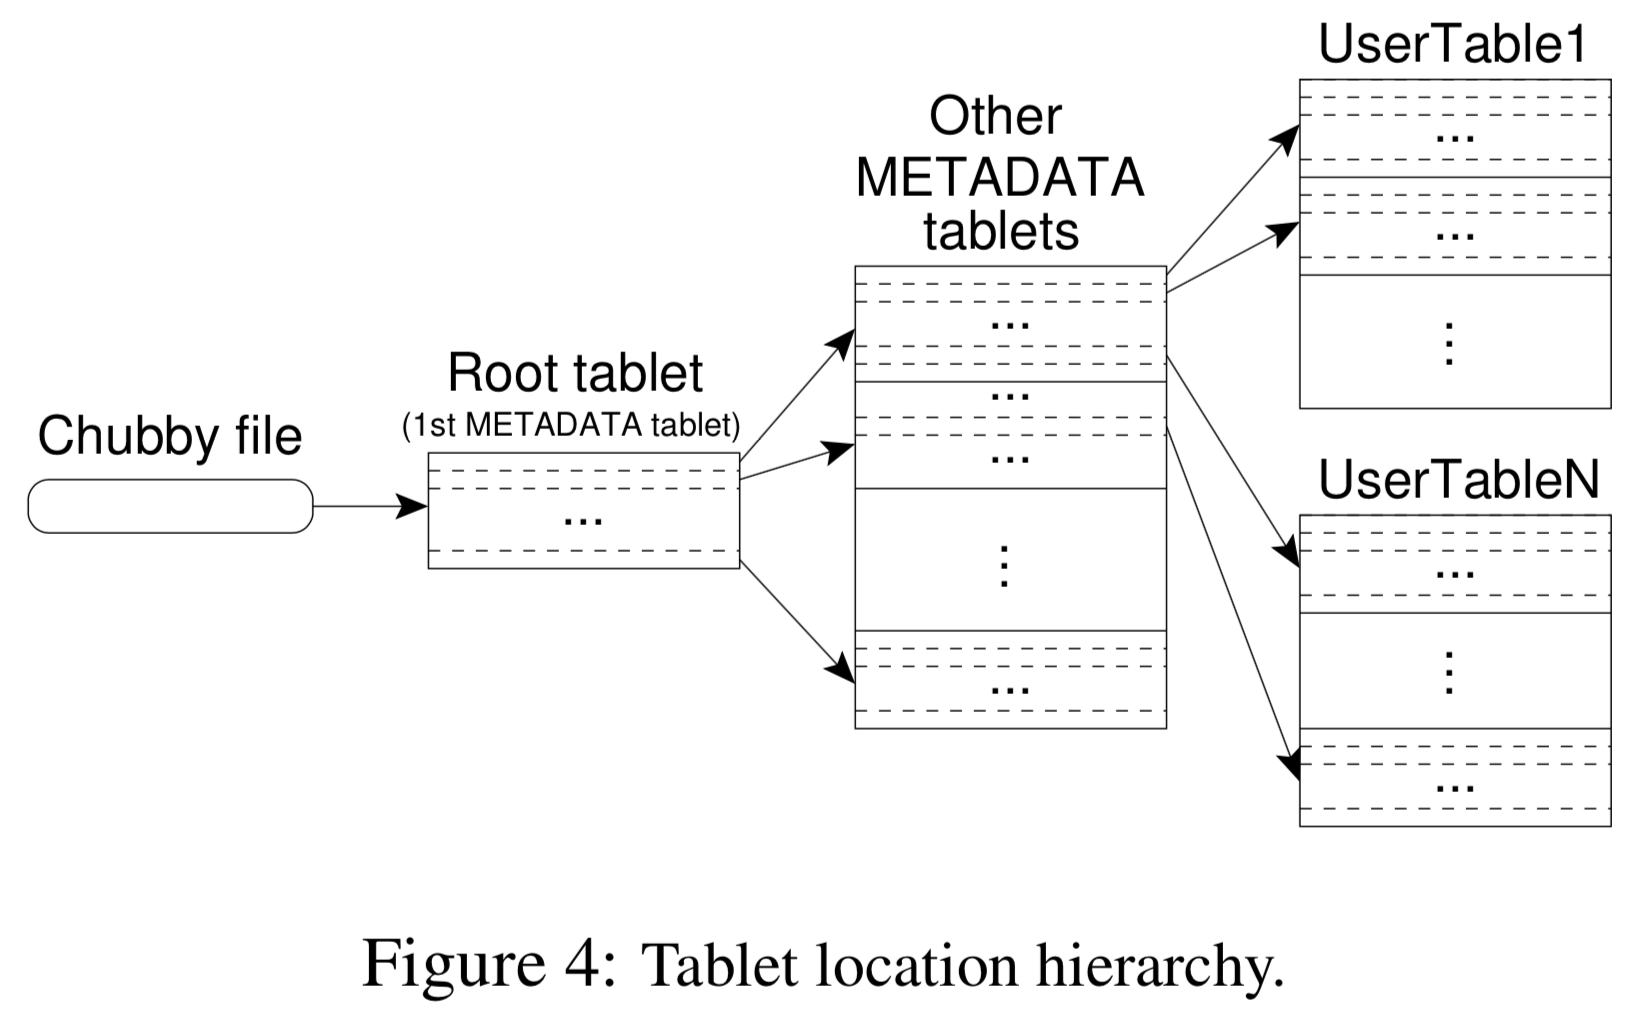 Chubby file
Root tablet
(1st METADATA tablet)
...
Other
METADATA
tablets
...
...
...
⋮
...
UserTable1
...
...
⋮
UserTableN
...
⋮
...
Figure 4: Tablet location hierarchy.